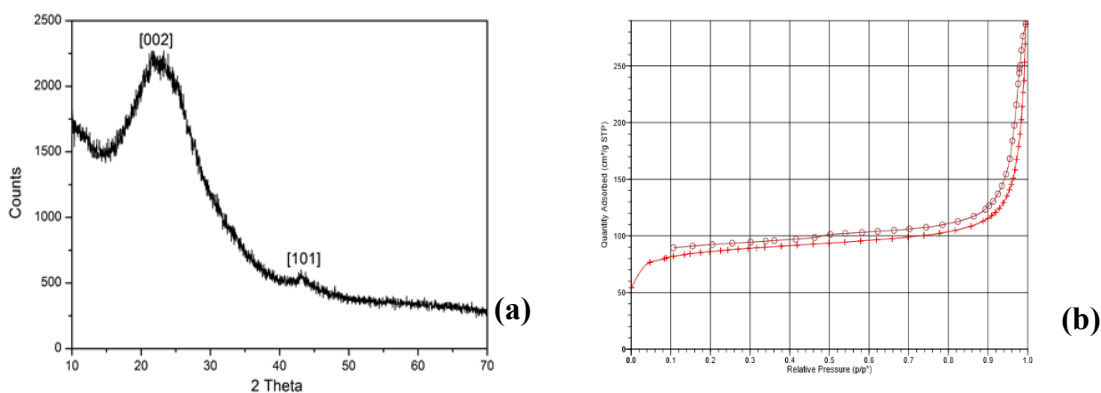 2500
2000
1500
1000
500
0
Counts
[002]
[101]
10 20 30 40 50 60 70
2 Theta
(a)
Quantity Adsorbed (cm³/g STP)
250
200
150
100
50
0
0.0 0.1 0.2 0.3 0.4 0.5 0.6 0.7 0.8 0.9 1.0
Relative Pressure (p/p°)
(b)